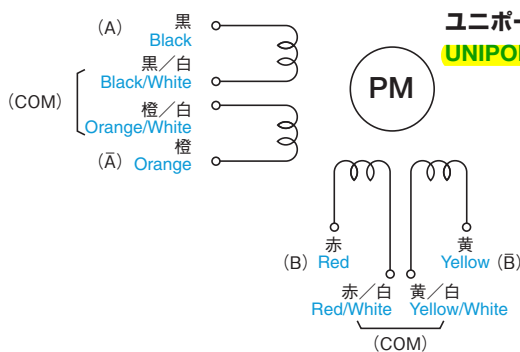 ユニポー
UNIPOL
(A) 黒
Black
黒／白
Black/White
(COM)
橙／白
Orange/White
橙
(Ā) Orange
PM
赤
(B) Red
黄
Yellow (B̄)
赤／白
Red/White
黄／白
Yellow/White
(COM)